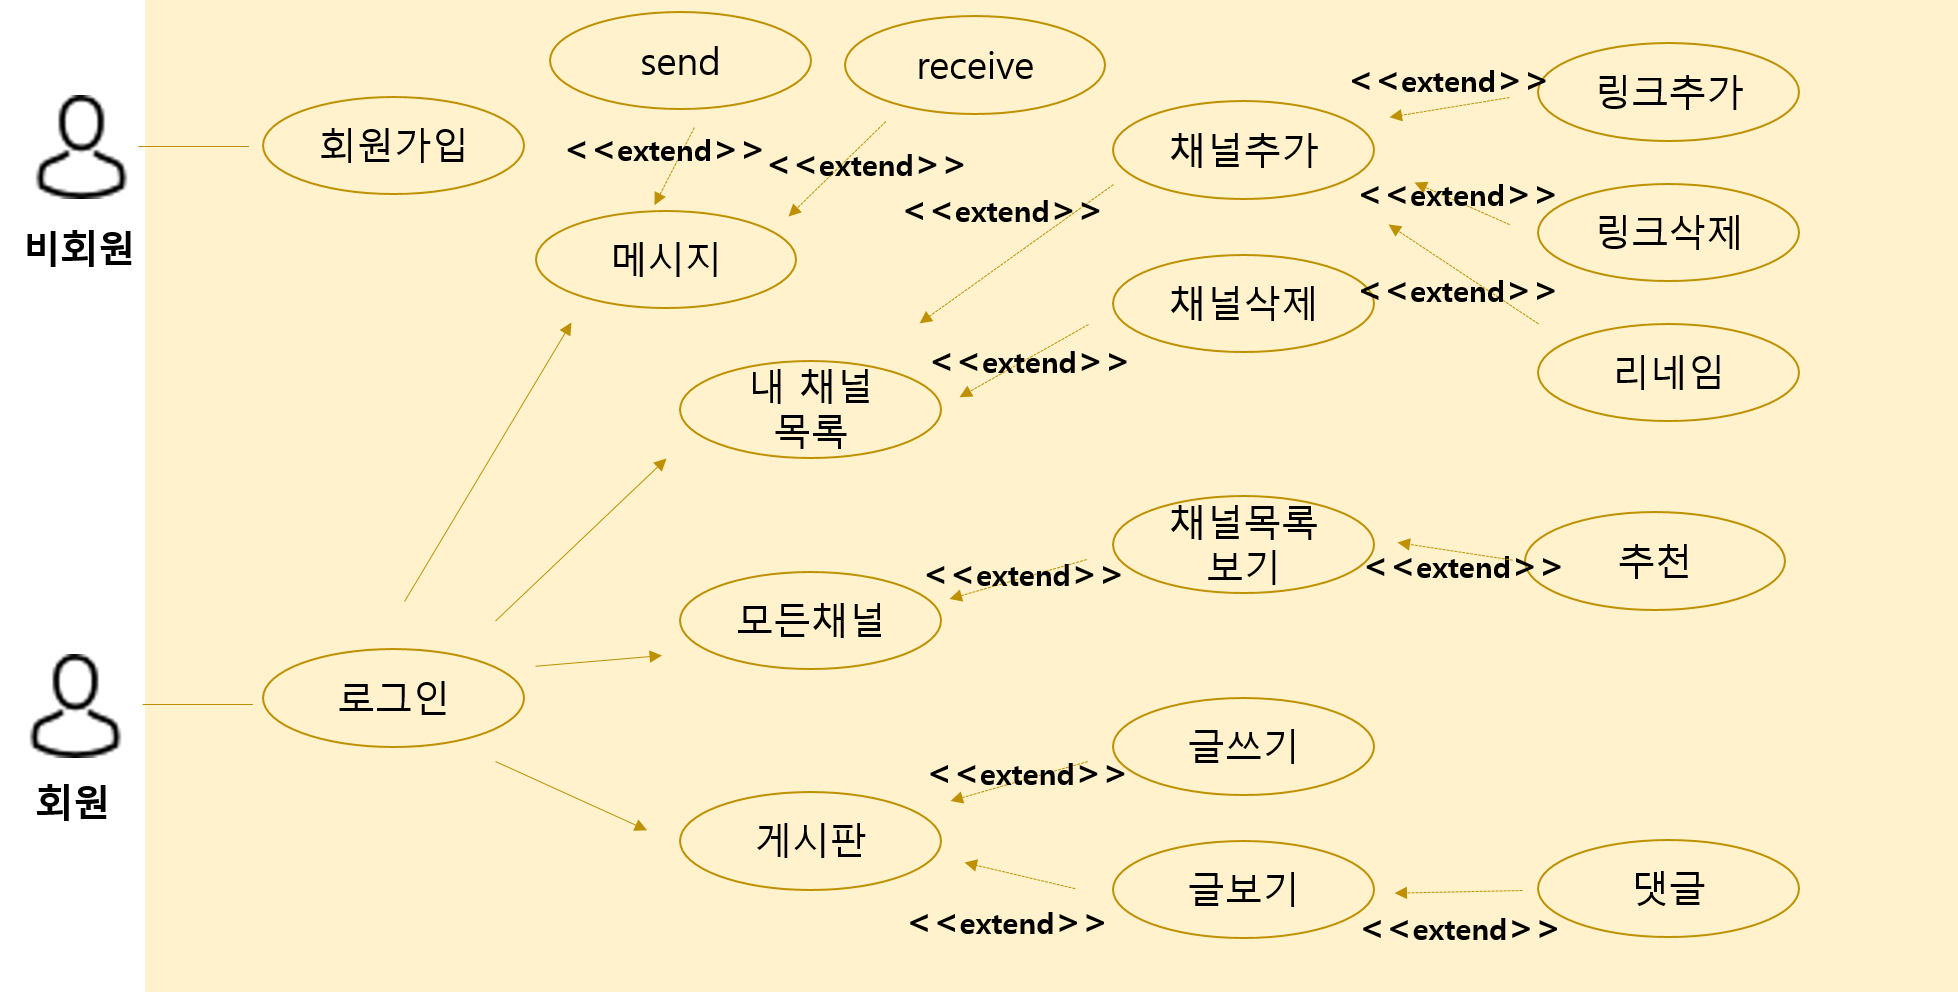 send
receive
<<extend>>
링크추가
회원가입
채널추가
<<extend>>
<<extend>>
<<extend>>
<<extend>>
링크삭제
비회원
메시지
채널삭제
<<extend>>
리네임
<<extend>>
내 채널
목록
채널목록
보기
<<extend>>
<<extend>>
추천
모든채널
로그인
글쓰기
<<extend>>
회원
게시판
글보기
댓글
<<extend>>
<<extend>>